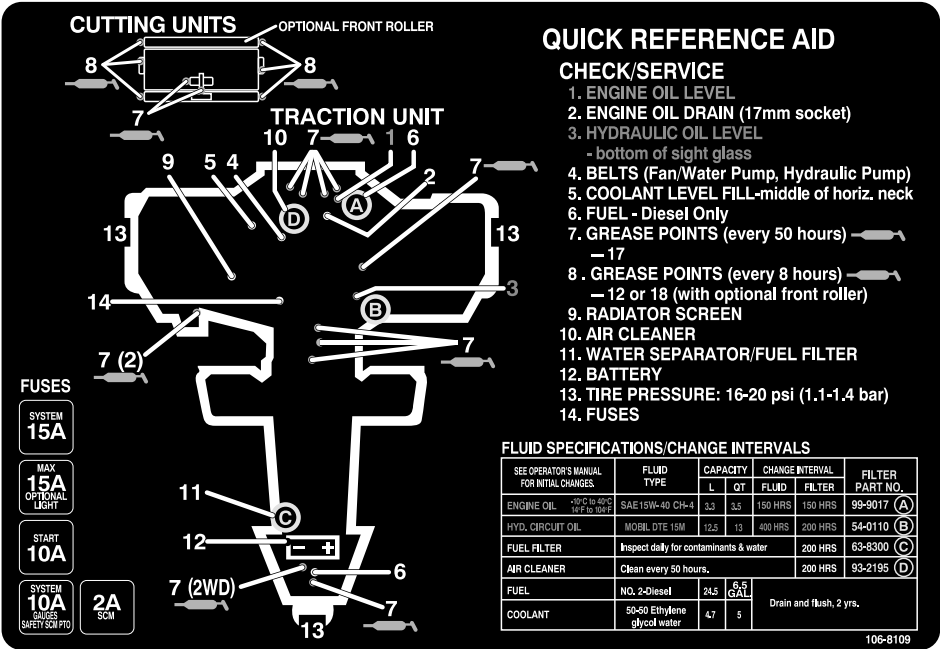 CUTTING UNITS
OPTIONAL FRONT ROLLER
8
8
7
TRACTION UNIT
10 7 1 6
9 5 4 2 7
D A
13 13
14 3
B
7 (2) 7
11 C
12 - +
7 (2WD) 6
7
13
FUSES
SYSTEM
15A
MAX
15A
OPTIONAL
LIGHT
START
10A
SYSTEM
10A
GAUGES
SAFETY SCM PTO
2A
SCM
QUICK REFERENCE AID
CHECK/SERVICE
1. ENGINE OIL LEVEL
2. ENGINE OIL DRAIN (17mm socket)
3. HYDRAULIC OIL LEVEL
- bottom of sight glass
4. BELTS (Fan/Water Pump, Hydraulic Pump)
5. COOLANT LEVEL FILL-middle of horiz. neck
6. FUEL - Diesel Only
7. GREASE POINTS (every 50 hours)
— 17
8 . GREASE POINTS (every 8 hours)
— 12 or 18 (with optional front roller)
9. RADIATOR SCREEN
10. AIR CLEANER
11. WATER SEPARATOR/FUEL FILTER
12. BATTERY
13. TIRE PRESSURE: 16-20 psi (1.1-1.4 bar)
14. FUSES
FLUID SPECIFICATIONS/CHANGE INTERVALS
SEE OPERATOR'S MANUAL FOR INITIAL CHANGES. FLUID TYPE CAPACITY CHANGE INTERVAL FILTER PART NO.
L QT FLUID FILTER
ENGINE OIL -10°C to 40°C 14°F to 104°F SAE15W-40 CH-4 3.3 3.5 150 HRS 150 HRS 99-9017 A
HYD. CIRCUIT OIL MOBIL DTE 15M 12.5 13 400 HRS 200 HRS 54-0110 B
FUEL FILTER Inspect daily for contaminants & water 200 HRS 63-8300 C
AIR CLEANER Clean every 50 hours. 200 HRS 93-2195 D
FUEL NO. 2-Diesel 24.5 6.5 GAL. Drain and flush, 2 yrs.
COOLANT 50-50 Ethylene glycol water 4.7 5
106-8109